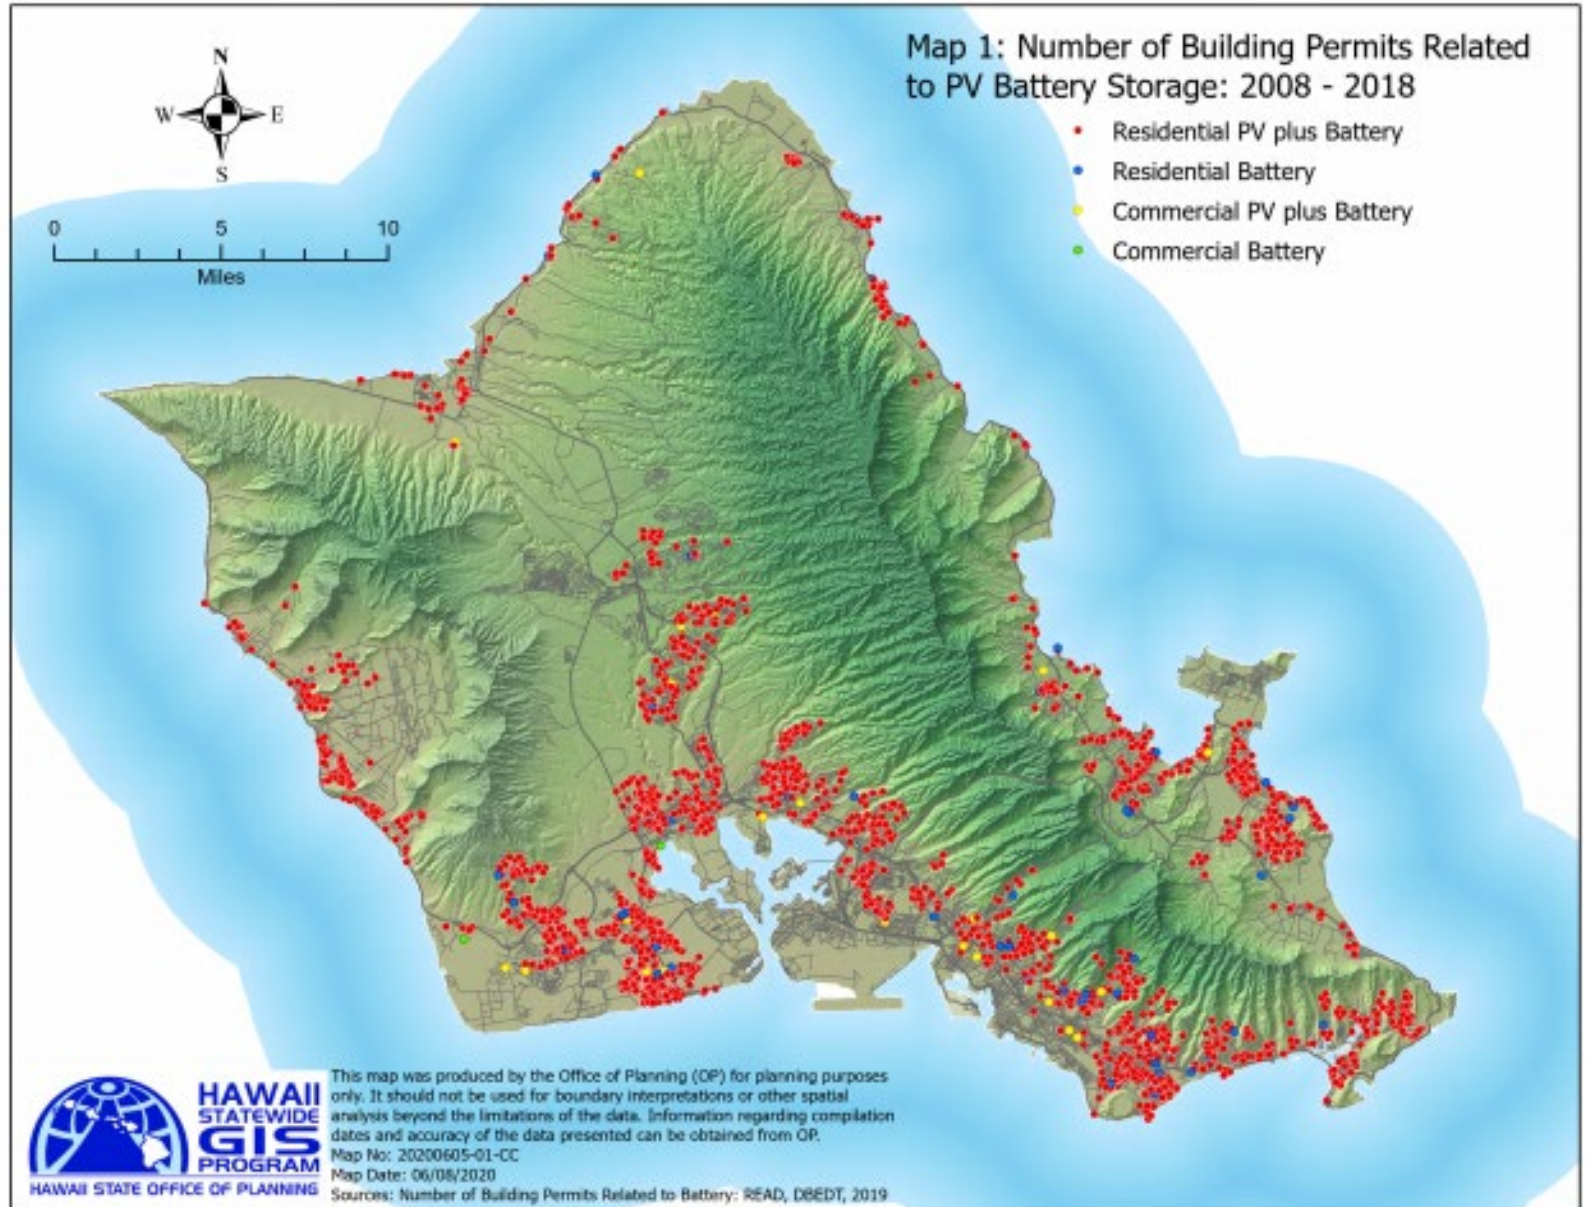 Map 1: Number of Building Permits Related
to PV Battery Storage: 2008 - 2018
Residential PV plus Battery
Residential Battery
Commercial PV plus Battery
Commercial Battery
N
W E
S
0 5 10
Miles
HAWAII
STATEWIDE
GIS
PROGRAM
HAWAII STATE OFFICE OF PLANNING
This map was produced by the Office of Planning (OP) for planning purposes
only. It should not be used for boundary interpretations or other spatial
analysis beyond the limitations of the data. Information regarding compilation
dates and accuracy of the data presented can be obtained from OP.
Map No: 20200605-01-CC
Map Date: 06/08/2020
Sources: Number of Building Permits Related to Battery: READ, DBEDT, 2019